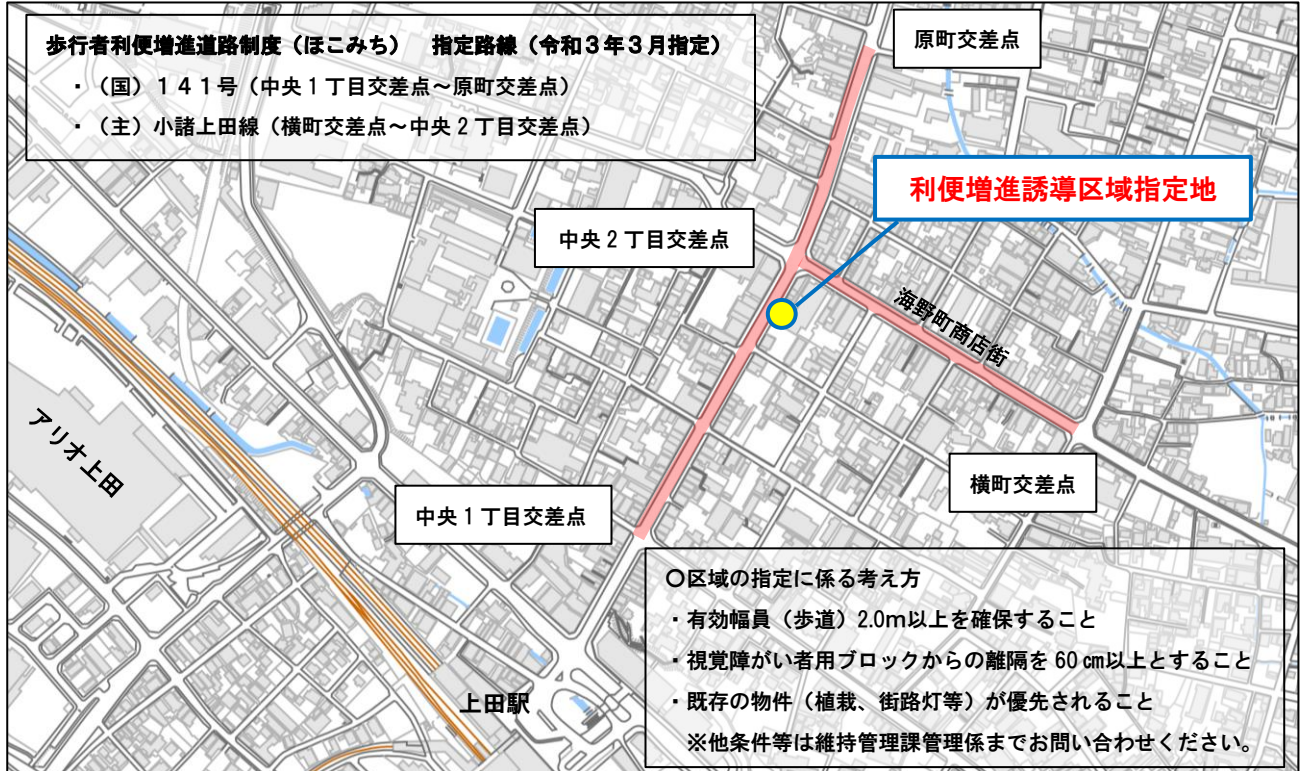 歩行者利便増進道路制度（ほこみち）　指定路線（令和３年３月指定）
・（国）１４１号（中央１丁目交差点～原町交差点）
・（主）小諸上田線（横町交差点～中央２丁目交差点）
原町交差点
利便増進誘導区域指定地
中央２丁目交差点
海野町商店街
アリオ上田
横町交差点
中央１丁目交差点
上田駅
〇区域の指定に係る考え方
・有効幅員（歩道）2.0m以上を確保すること
・視覚障がい者用ブロックからの離隔を 60 ㎝以上とすること
・既存の物件（植栽、街路灯等）が優先されること
※他条件等は維持管理課管理係までお問い合わせください。